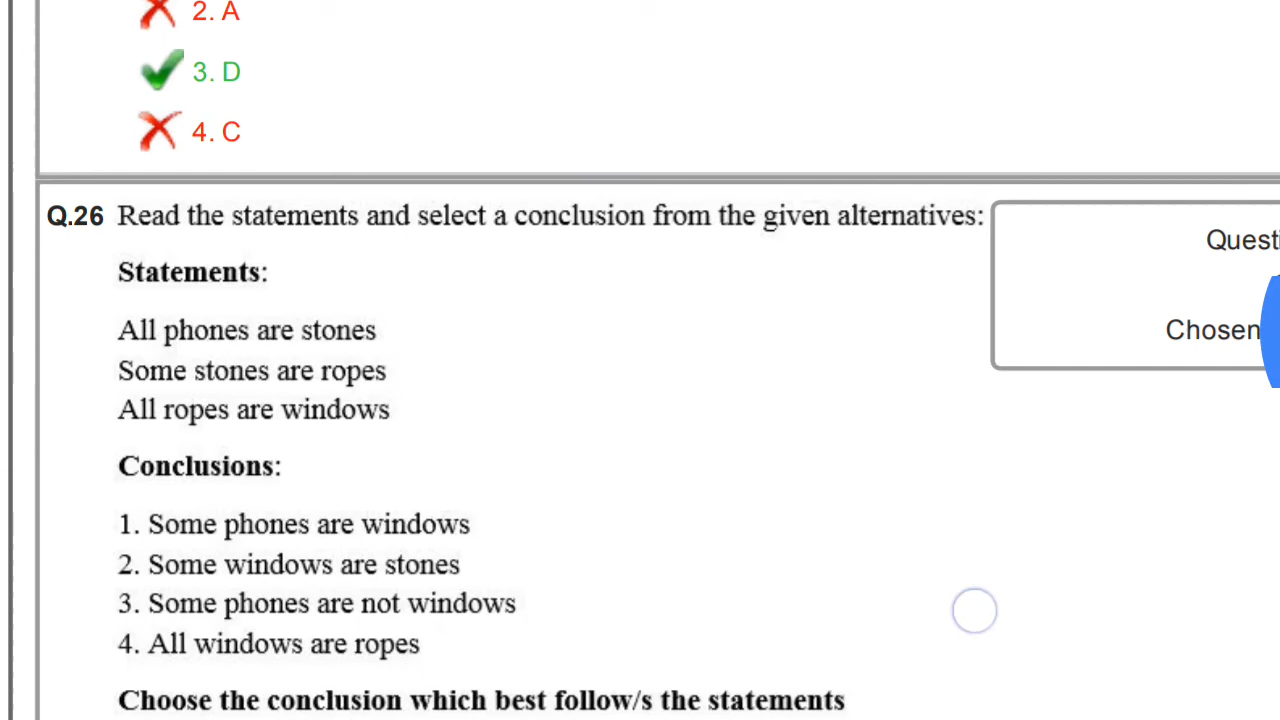 2. A
3. D
4. C
Q.26 Read the statements and select a conclusion from the given alternatives:
Questi
Statements:
All phones are stones
Chosen
Some stones are ropes
All ropes are windows
Conclusions:
1. Some phones are windows
2. Some windows are stones
3. Some phones are not windows
4. All windows are ropes
Choose the conclusion which best follow/s the statements